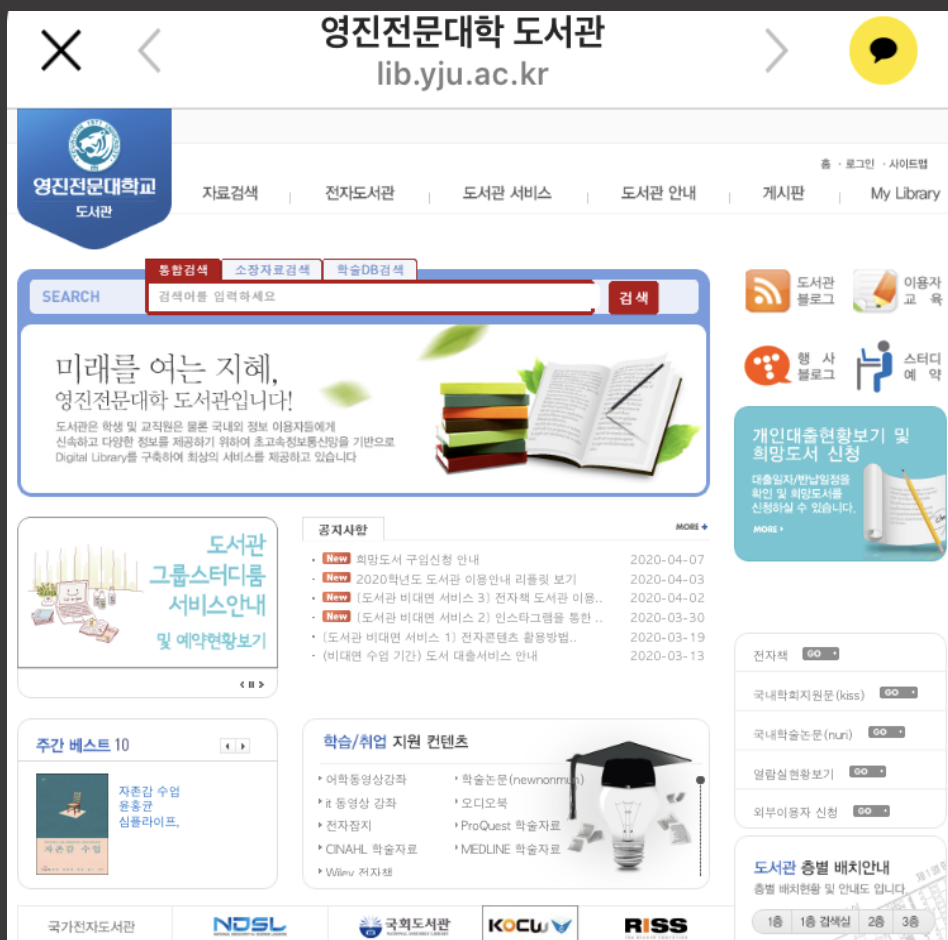 영진전문대학 도서관
lib.yju.ac.kr
영진전문대학교
도서관
홈 · 로그인 · 사이트맵
자료검색
전자도서관
도서관 서비스
도서관 안내
게시판
My Library
통합검색
소장자료검색
학술DB검색
SEARCH
검색어를 입력하세요
검색
미래를 여는 지혜,
영진전문대학 도서관입니다!
도서관은 학생 및 교직원은 물론 국내외 정보 이용자들에게
신속하고 다양한 정보를 제공하기 위하여 초고속정보통신망을 기반으로
Digital Library를 구축하여 최상의 서비스를 제공하고 있습니다
도서관
블로그
이용자
교 육
행 사
블로그
스터디
예 약
개인대출현황보기 및
희망도서 신청
대출일자/반납일정을
확인 및 희망도서를
신청하실 수 있습니다.
MORE
도서관
그룹스터디룸
서비스안내
및 예약현황보기
공지사항
MORE +
· New 희망도서 구입신청 안내 2020-04-07
· New 2020학년도 도서관 이용안내 리플릿 보기 2020-04-03
· New (도서관 비대면 서비스 3) 전자책 도서관 이용.. 2020-04-02
· New (도서관 비대면 서비스 2) 인스타그램을 통한 .. 2020-03-30
· (도서관 비대면 서비스 1) 전자콘텐츠 활용방법.. 2020-03-19
· (비대면 수업 기간) 도서 대출서비스 안내 2020-03-13
전자책 GO
국내학회지원문(kiss) GO
국내학술논문(nuri) GO
열람실현황보기 GO
외부이용자 신청 GO
주간 베스트 10
자존감 수업
윤홍균
심플라이프,
자존감 수업
학습/취업 지원 컨텐츠
어학동영상강좌
학술논문(newnonmun)
it 동영상 강좌
오디오북
전자잡지
ProQuest 학술자료
CINAHL 학술자료
MEDLINE 학술자료
Wiley 전자책
도서관 층별 배치안내
층별 배치현황 및 안내도 입니다.
1층
1층 검색실
2층
3층
국가전자도서관
NDSL
국회도서관
KOCW
RISS